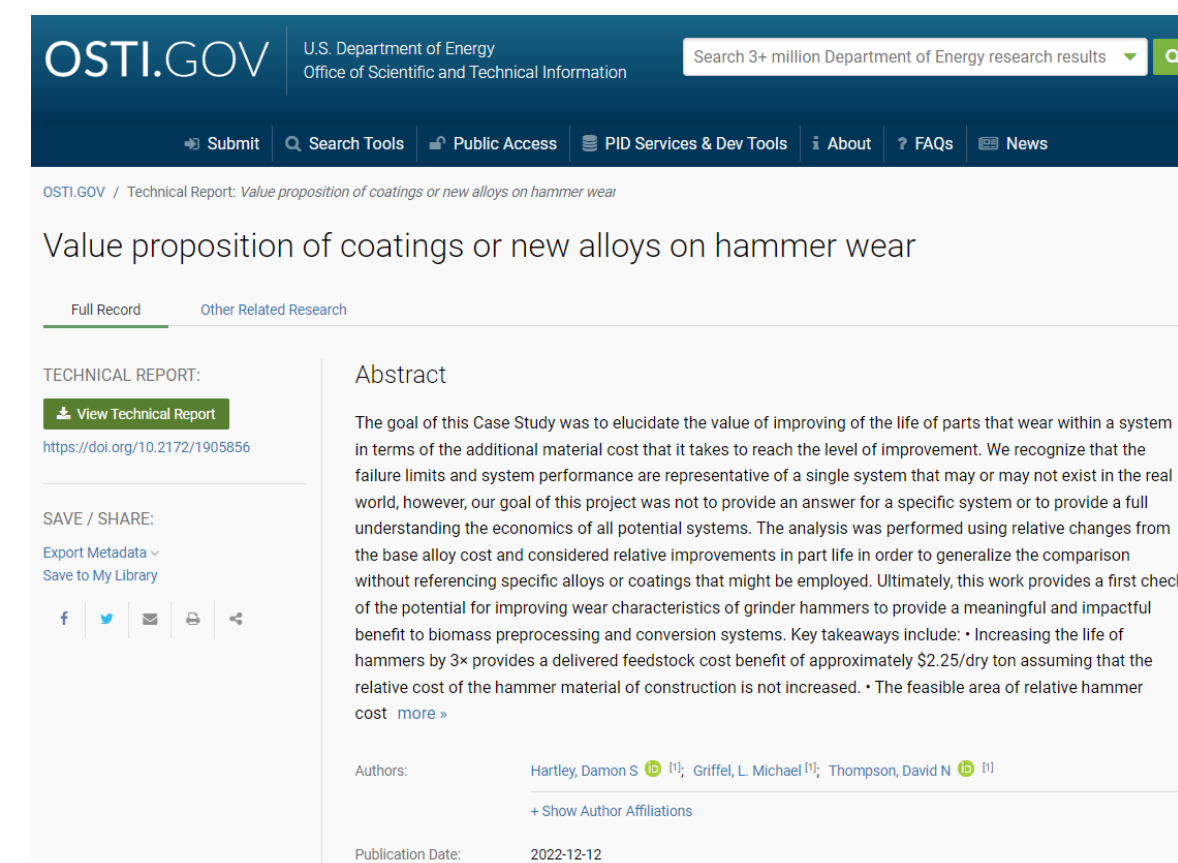 OSTI.GOV
U.S. Department of Energy
Office of Scientific and Technical Information
Search 3+ million Department of Energy research results
Submit
Search Tools
Public Access
PID Services & Dev Tools
About
FAQs
News
OSTI.GOV / Technical Report: Value proposition of coatings or new alloys on hammer wear
Value proposition of coatings or new alloys on hammer wear
Full Record
Other Related Research
TECHNICAL REPORT:
View Technical Report
https://doi.org/10.2172/1905856
SAVE / SHARE:
Export Metadata
Save to My Library
Abstract
The goal of this Case Study was to elucidate the value of improving of the life of parts that wear within a system
in terms of the additional material cost that it takes to reach the level of improvement. We recognize that the
failure limits and system performance are representative of a single system that may or may not exist in the real
world, however, our goal of this project was not to provide an answer for a specific system or to provide a full
understanding the economics of all potential systems. The analysis was performed using relative changes from
the base alloy cost and considered relative improvements in part life in order to generalize the comparison
without referencing specific alloys or coatings that might be employed. Ultimately, this work provides a first check
of the potential for improving wear characteristics of grinder hammers to provide a meaningful and impactful
benefit to biomass preprocessing and conversion systems. Key takeaways include: • Increasing the life of
hammers by 3× provides a delivered feedstock cost benefit of approximately $2.25/dry ton assuming that the
relative cost of the hammer material of construction is not increased. • The feasible area of relative hammer
cost more »
Authors:
Hartley, Damon S iD [1]; Griffel, L. Michael [1]; Thompson, David N iD [1]
+ Show Author Affiliations
Publication Date:
2022-12-12